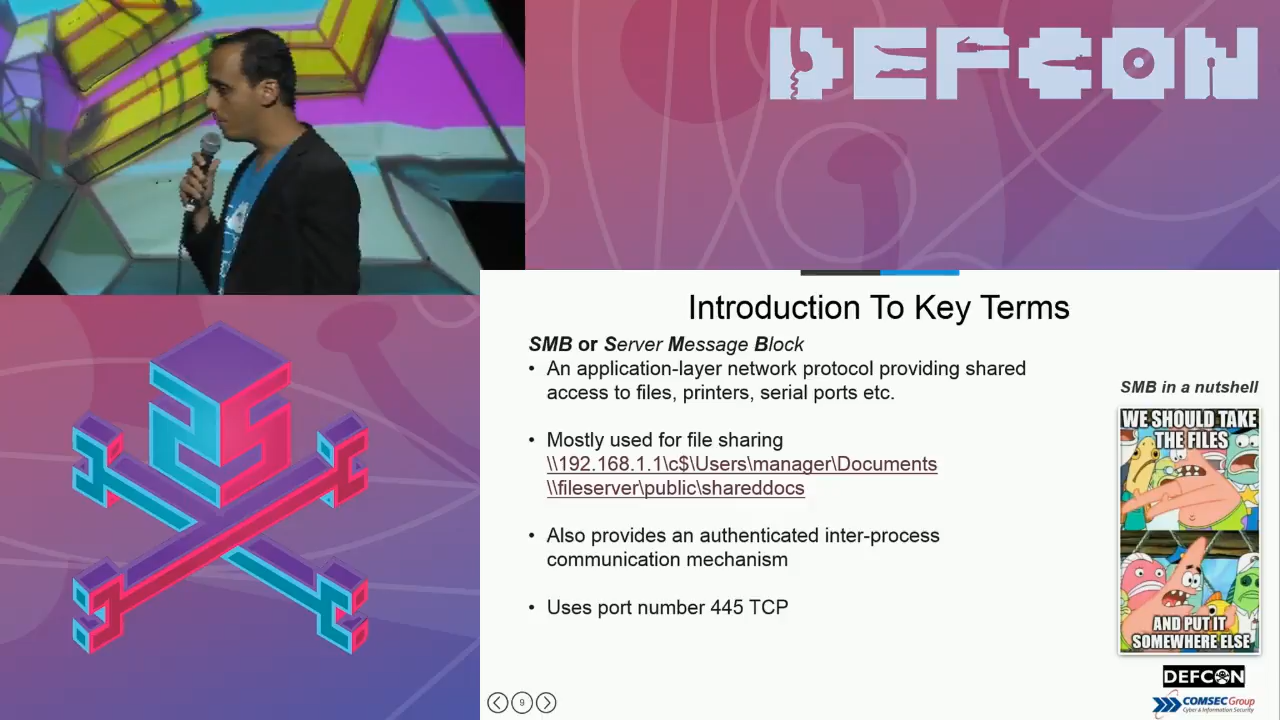 DEFCON
Introduction To Key Terms
SMB or Server Message Block
• An application-layer network protocol providing shared
access to files, printers, serial ports etc.
• Mostly used for file sharing
\\192.168.1.1\c$\Users\manager\Documents
\\fileserver\public\shareddocs
• Also provides an authenticated inter-process
communication mechanism
• Uses port number 445 TCP
SMB in a nutshell
WE SHOULD TAKE
THE FILES
AND PUT IT
SOMEWHERE ELSE
DEFCON
COMSEC Group
Cyber & Information Security
9